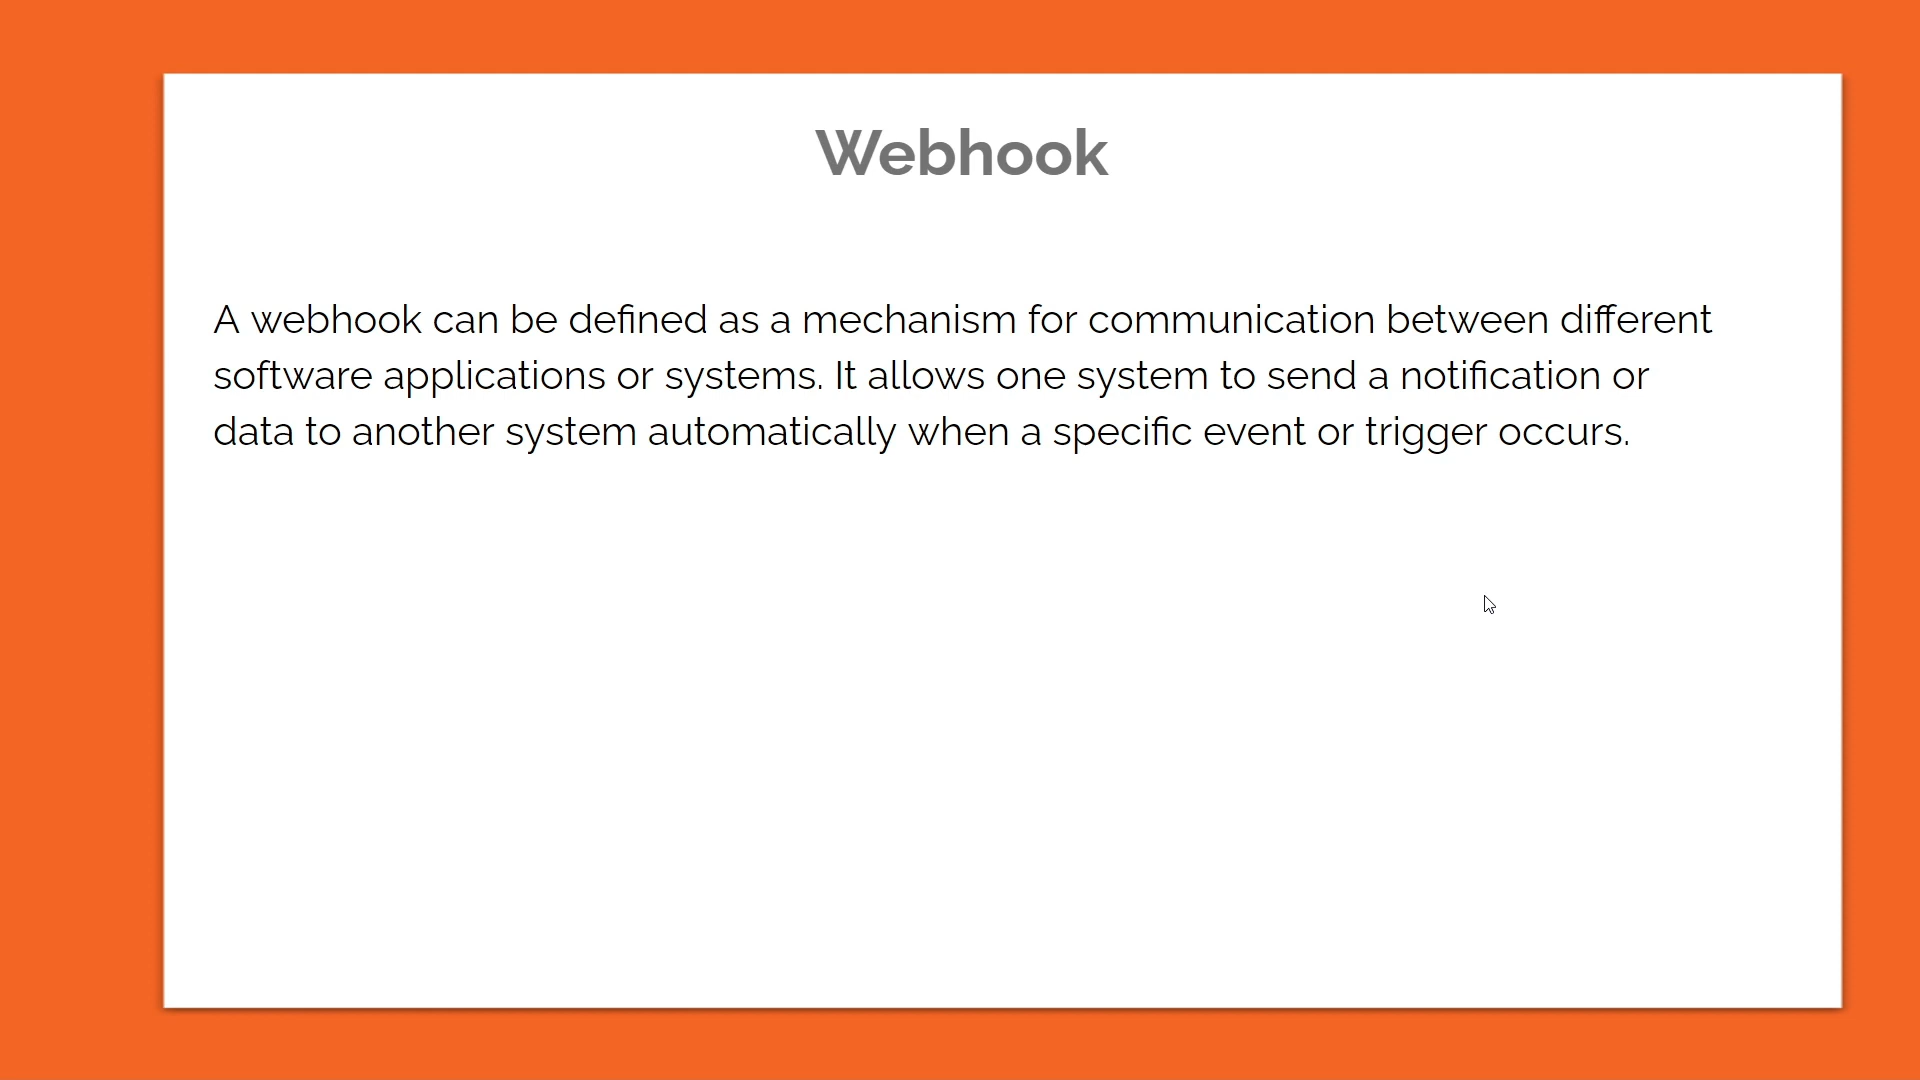 Webhook
A webhook can be defined as a mechanism for communication between different
software applications or systems. It allows one system to send a notification or
data to another system automatically when a specific event or trigger occurs.